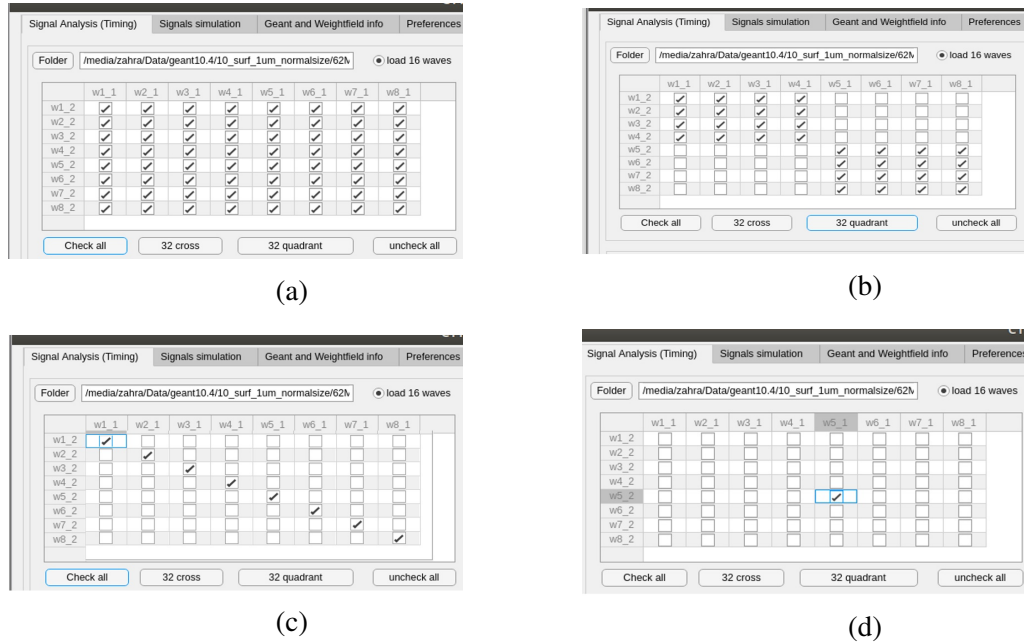 Signal Analysis (Timing) Signals simulation Geant and Weightfield info Preferences
Folder /media/zahra/Data/geant10.4/10_surf_1um_normalsize/62M load 16 waves
w1_1 w2_1 w3_1 w4_1 w5_1 w6_1 w7_1 w8_1
w1_2
w2_2
w3_2
w4_2
w5_2
w6_2
w7_2
w8_2
Check all 32 cross 32 quadrant uncheck all
(a)
Signal Analysis (Timing) Signals simulation Geant and Weightfield info Preferences
Folder /media/zahra/Data/geant10.4/10_surf_1um_normalsize/62M load 16 waves
w1_1 w2_1 w3_1 w4_1 w5_1 w6_1 w7_1 w8_1
w1_2
w2_2
w3_2
w4_2
w5_2
w6_2
w7_2
w8_2
Check all 32 cross 32 quadrant uncheck all
(b)
Signal Analysis (Timing) Signals simulation Geant and Weightfield info Preferences
Folder /media/zahra/Data/geant10.4/10_surf_1um_normalsize/62M load 16 waves
w1_1 w2_1 w3_1 w4_1 w5_1 w6_1 w7_1 w8_1
w1_2
w2_2
w3_2
w4_2
w5_2
w6_2
w7_2
w8_2
Check all 32 cross 32 quadrant uncheck all
(c)
Signal Analysis (Timing) Signals simulation Geant and Weightfield info Preferences
Folder /media/zahra/Data/geant10.4/10_surf_1um_normalsize/62M load 16 waves
w1_1 w2_1 w3_1 w4_1 w5_1 w6_1 w7_1 w8_1
w1_2
w2_2
w3_2
w4_2
w5_2
w6_2
w7_2
w8_2
Check all 32 cross 32 quadrant uncheck all
(d)